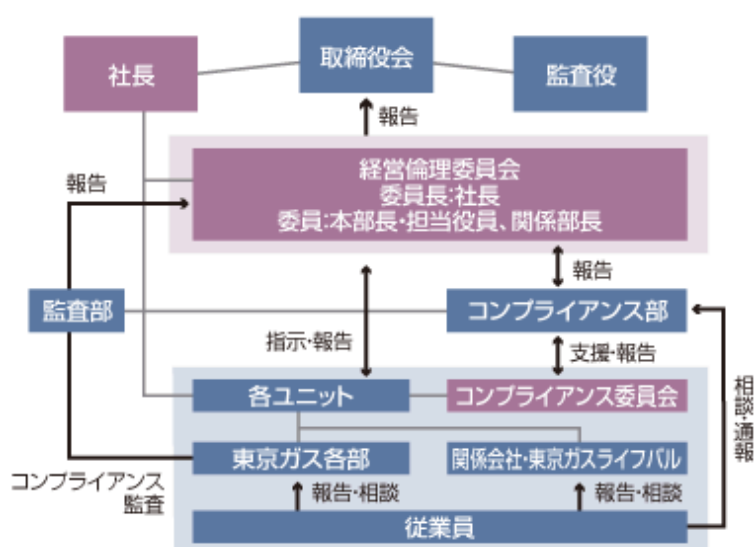 社長
取締役会
監査役
報告
経営倫理委員会
委員長:社長
委員:本部長・担当役員、関係部長
報告
報告
監査部
コンプライアンス部
指示・報告
支援・報告
相談・通報
各ユニット
コンプライアンス委員会
東京ガス各部
関係会社・東京ガスライフバル
コンプライアンス
監査
報告・相談
報告・相談
従業員